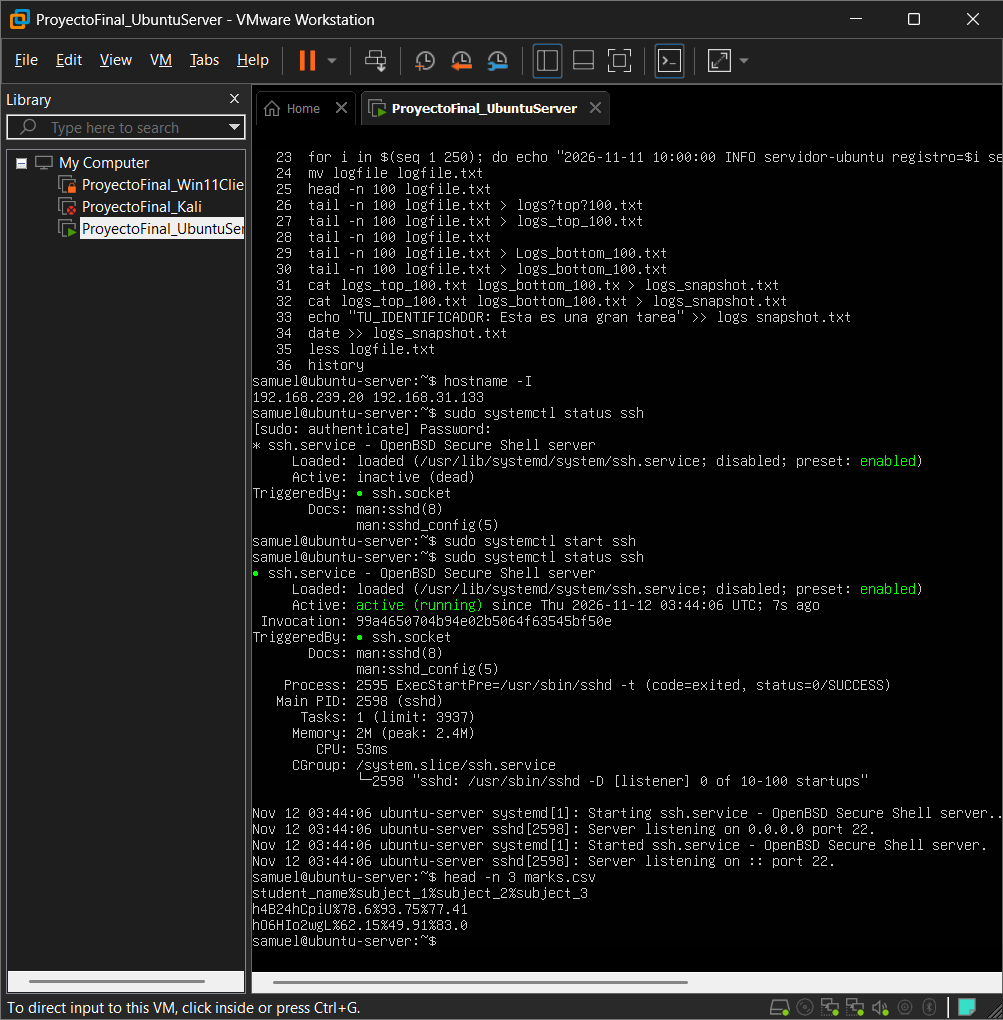 ProyectoFinal_UbuntuServer - VMware Workstation
File Edit View VM Tabs Help
Library
Type here to search
My Computer
ProyectoFinal_Win11Clie
ProyectoFinal_Kali
ProyectoFinal_UbuntuSer
Home
ProyectoFinal_UbuntuServer
23 for i in $(seq 1 250); do echo "2026-11-11 10:00:00 INFO servidor-ubuntu registro=$i se
24 mv logfile logfile.txt
25 head -n 100 logfile.txt
26 tail -n 100 logfile.txt > logs?top?100.txt
27 tail -n 100 logfile.txt > logs_top_100.txt
28 tail -n 100 logfile.txt
29 tail -n 100 logfile.txt > Logs_bottom_100.txt
30 tail -n 100 logfile.txt > logs_bottom_100.txt
31 cat logs_top_100.txt logs_bottom_100.tx > logs_snapshot.txt
32 cat logs_top_100.txt logs_bottom_100.txt > logs_snapshot.txt
33 echo "TU_IDENTIFICADOR: Esta es una gran tarea" >> logs snapshot.txt
34 date >> logs_snapshot.txt
35 less logfile.txt
36 history
samuel@ubuntu-server:~$ hostname -I
192.168.239.20 192.168.31.133
samuel@ubuntu-server:~$ sudo systemctl status ssh
[sudo: authenticate] Password:
* ssh.service - OpenBSD Secure Shell server
Loaded: loaded (/usr/lib/systemd/system/ssh.service; disabled; preset: enabled)
Active: inactive (dead)
TriggeredBy: ● ssh.socket
Docs: man:sshd(8)
man:sshd_config(5)
samuel@ubuntu-server:~$ sudo systemctl start ssh
samuel@ubuntu-server:~$ sudo systemctl status ssh
● ssh.service - OpenBSD Secure Shell server
Loaded: loaded (/usr/lib/systemd/system/ssh.service; disabled; preset: enabled)
Active: active (running) since Thu 2026-11-12 03:44:06 UTC; 7s ago
Invocation: 99a4650704b94e02b5064f63545bf50e
TriggeredBy: ● ssh.socket
Docs: man:sshd(8)
man:sshd_config(5)
Process: 2595 ExecStartPre=/usr/sbin/sshd -t (code=exited, status=0/SUCCESS)
Main PID: 2598 (sshd)
Tasks: 1 (limit: 3937)
Memory: 2M (peak: 2.4M)
CPU: 53ms
CGroup: /system.slice/ssh.service
└─2598 "sshd: /usr/sbin/sshd -D [listener] 0 of 10-100 startups"
Nov 12 03:44:06 ubuntu-server systemd[1]: Starting ssh.service - OpenBSD Secure Shell server..
Nov 12 03:44:06 ubuntu-server sshd[2598]: Server listening on 0.0.0.0 port 22.
Nov 12 03:44:06 ubuntu-server systemd[1]: Started ssh.service - OpenBSD Secure Shell server.
Nov 12 03:44:06 ubuntu-server sshd[2598]: Server listening on :: port 22.
samuel@ubuntu-server:~$ head -n 3 marks.csv
student_name%subject_1%subject_2%subject_3
h4B24hCpiU%78.6%93.75%77.41
hO6HIo2wgL%62.15%49.91%83.0
samuel@ubuntu-server:~$
To direct input to this VM, click inside or press Ctrl+G.